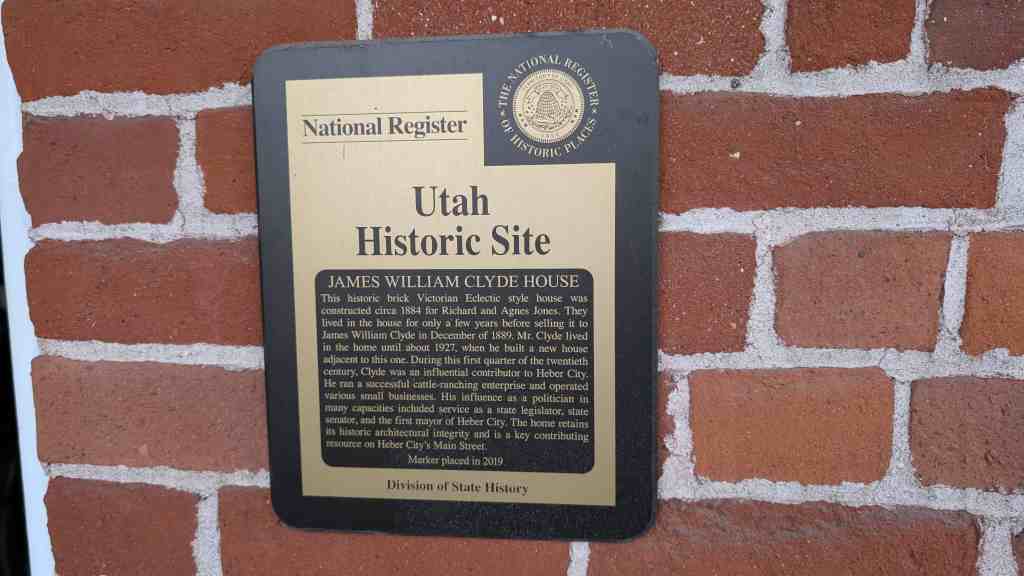 THE NATIONAL REGISTER
OF HISTORIC PLACES
National Register
Utah
Historic Site
JAMES WILLIAM CLYDE HOUSE
This historic brick Victorian Eclectic style house was
constructed circa 1884 for Richard and Agnes Jones. They
lived in the house for only a few years before selling it to
James William Clyde in December of 1889. Mr. Clyde lived
in the home until about 1927, when he built a new house
adjacent to this one. During this first quarter of the twentieth
century, Clyde was an influential contributor to Heber City.
He ran a successful cattle-ranching enterprise and operated
various small businesses. His influence as a politician in
many capacities included service as a state legislator, state
senator, and the first mayor of Heber City. The home retains
its historic architectural integrity and is a key contributing
resource on Heber City's Main Street.
Marker placed in 2019
Division of State History